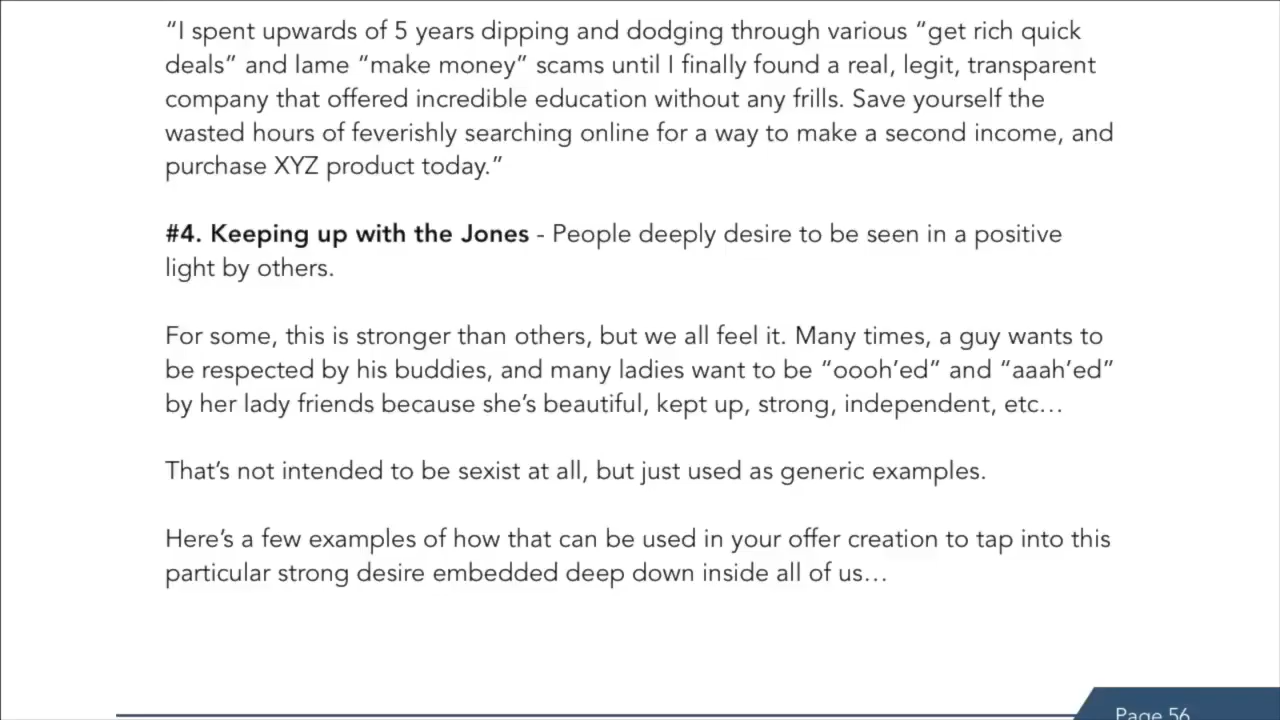 “I spent upwards of 5 years dipping and dodging through various “get rich quick
deals” and lame “make money” scams until I finally found a real, legit, transparent
company that offered incredible education without any frills. Save yourself the
wasted hours of feverishly searching online for a way to make a second income, and
purchase XYZ product today.”
#4. Keeping up with the Jones - People deeply desire to be seen in a positive
light by others.
For some, this is stronger than others, but we all feel it. Many times, a guy wants to
be respected by his buddies, and many ladies want to be “oooh’ed” and “aaah’ed”
by her lady friends because she’s beautiful, kept up, strong, independent, etc…
That’s not intended to be sexist at all, but just used as generic examples.
Here’s a few examples of how that can be used in your offer creation to tap into this
particular strong desire embedded deep down inside all of us…
Page 56